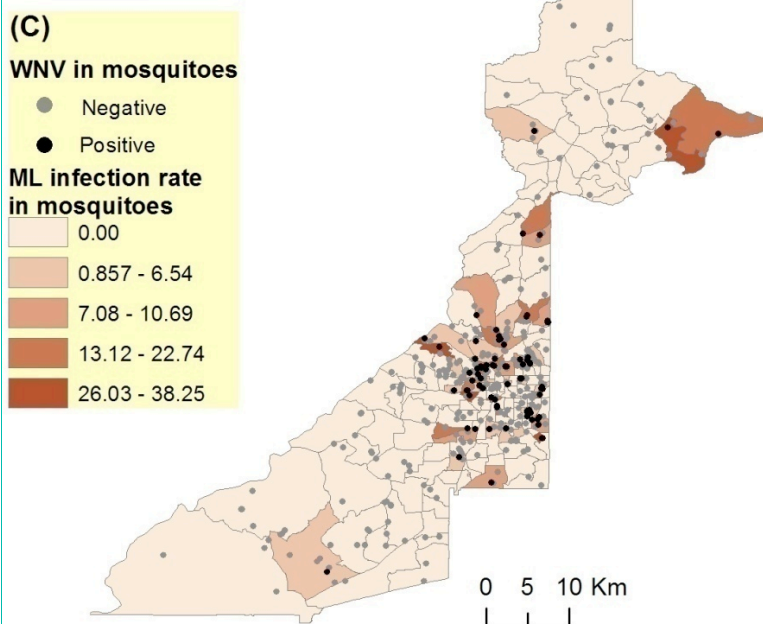 (C)
WNV in mosquitoes
Negative
Positive
ML infection rate
in mosquitoes
0.00
0.857 - 6.54
7.08 - 10.69
13.12 - 22.74
26.03 - 38.25
0 5 10 Km